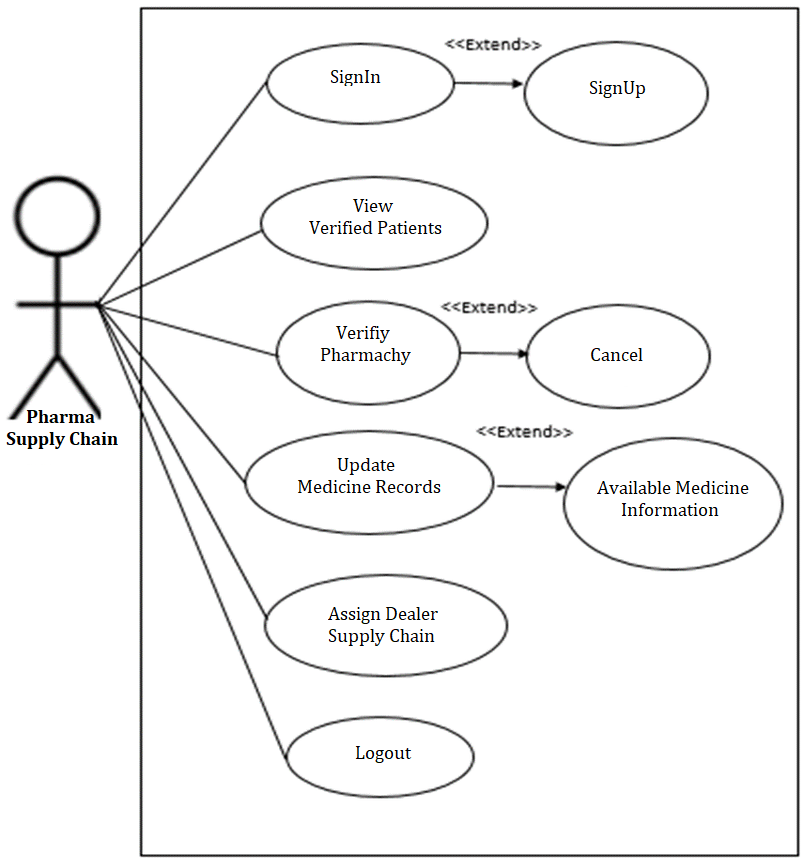 <<Extend>>
SignIn
SignUp
View
Verified Patients
<<Extend>>
Verifiy
Pharmachy
Cancel
Pharma
Supply Chain
<<Extend>>
Update
Medicine Records
Available Medicine
Information
Assign Dealer
Supply Chain
Logout